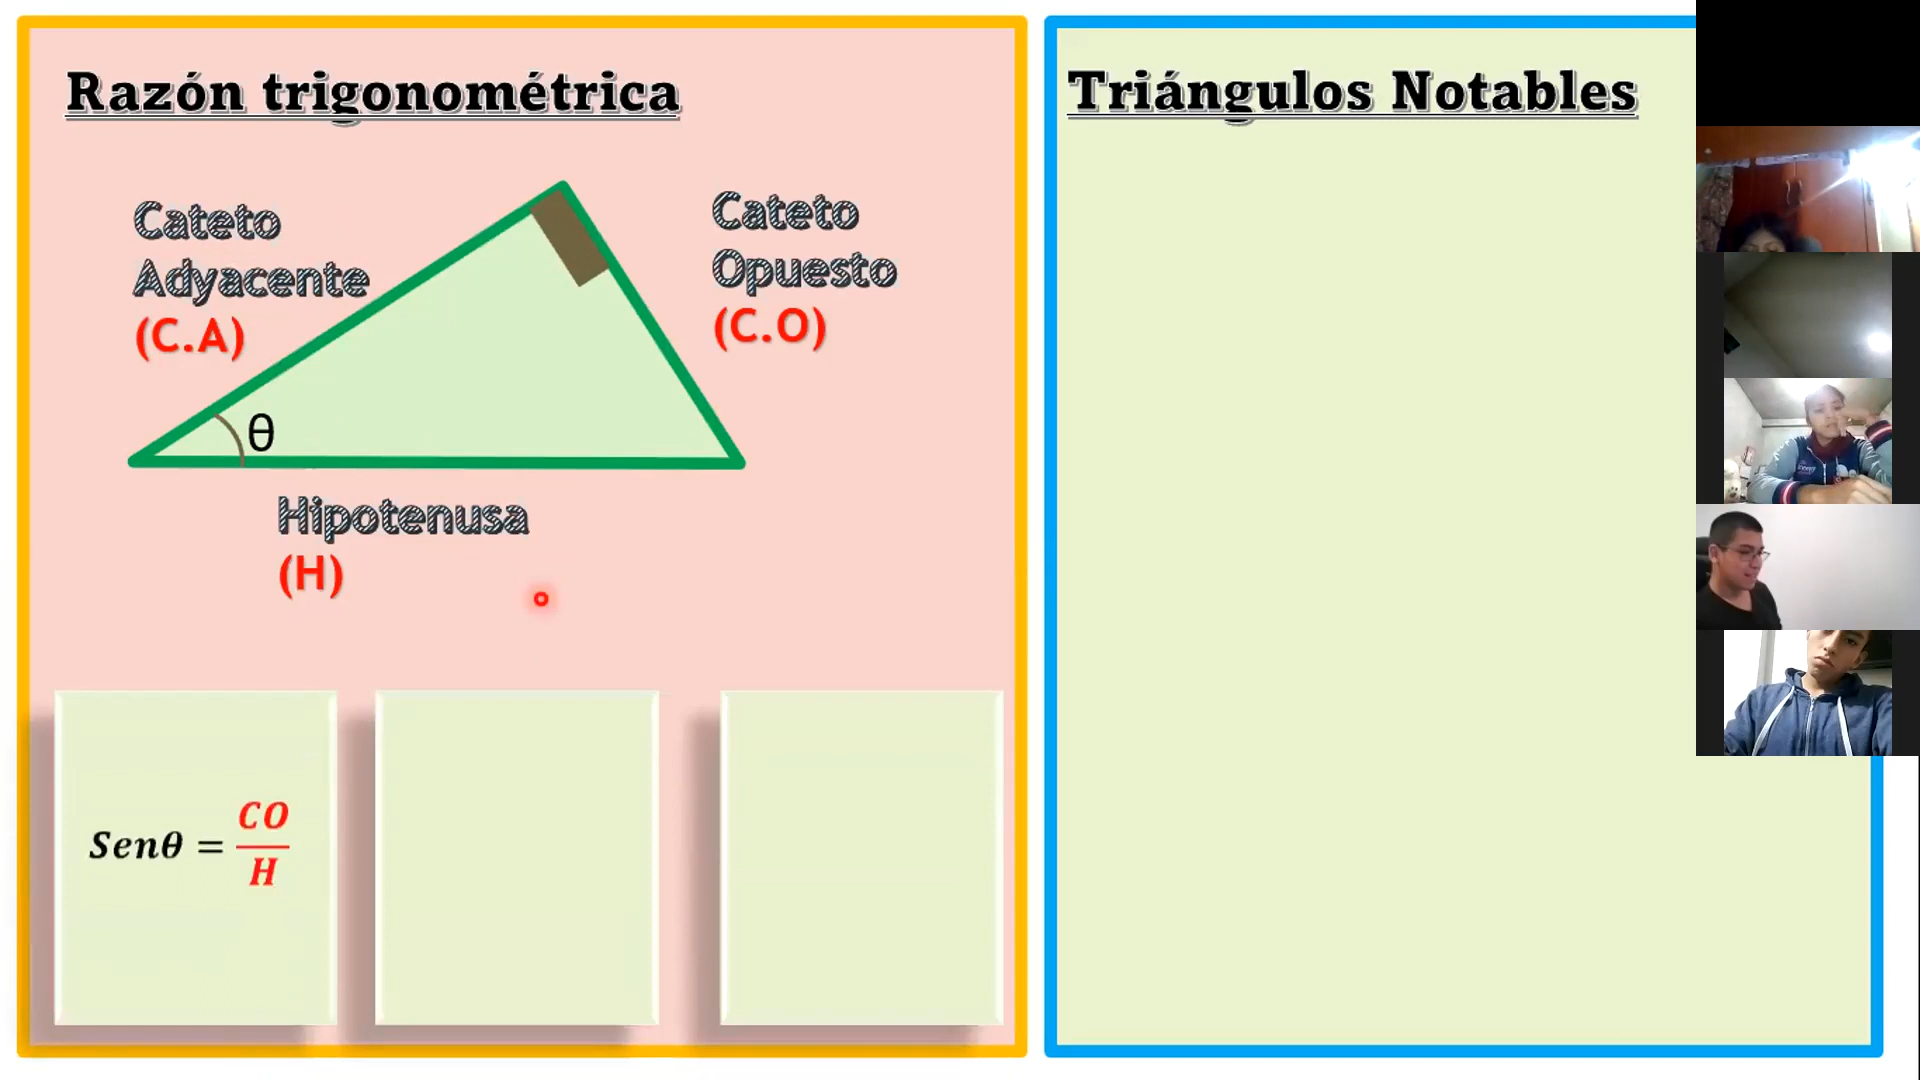 Razón trigonométrica
Cateto
Adyacente
(C.A)
Cateto
Opuesto
(C.O)
θ
Hipotenusa
(H)
Senθ = CO/H
Triángulos Notables